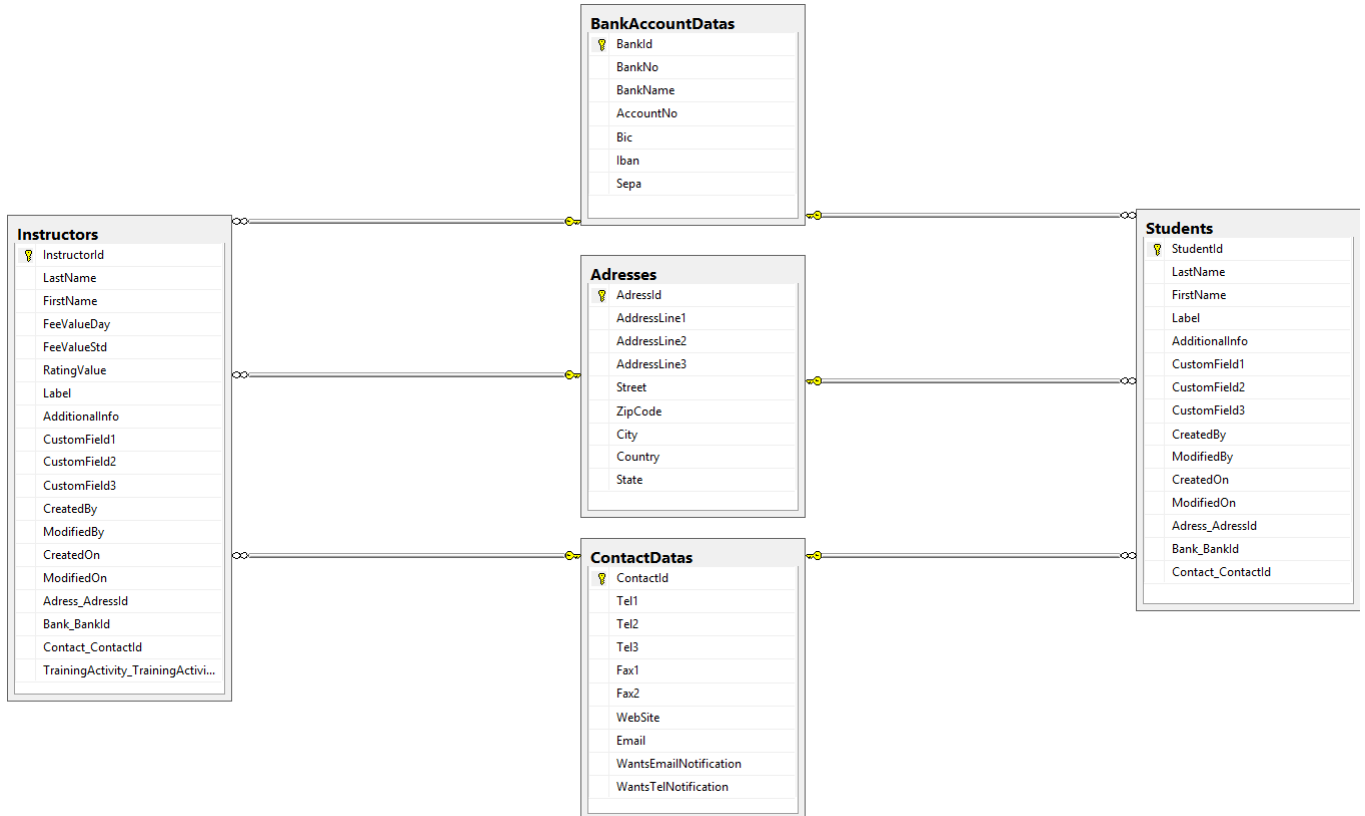 BankAccountDatas
BankId
BankNo
BankName
AccountNo
Bic
Iban
Sepa
Instructors
InstructorId
LastName
FirstName
FeeValueDay
FeeValueStd
RatingValue
Label
AdditionalInfo
CustomField1
CustomField2
CustomField3
CreatedBy
ModifiedBy
CreatedOn
ModifiedOn
Adress_AdressId
Bank_BankId
Contact_ContactId
TrainingActivity_TrainingActivi...
Adresses
AdressId
AddressLine1
AddressLine2
AddressLine3
Street
ZipCode
City
Country
State
ContactDatas
ContactId
Tel1
Tel2
Tel3
Fax1
Fax2
WebSite
Email
WantsEmailNotification
WantsTelNotification
Students
StudentId
LastName
FirstName
Label
AdditionalInfo
CustomField1
CustomField2
CustomField3
CreatedBy
ModifiedBy
CreatedOn
ModifiedOn
Adress_AdressId
Bank_BankId
Contact_ContactId